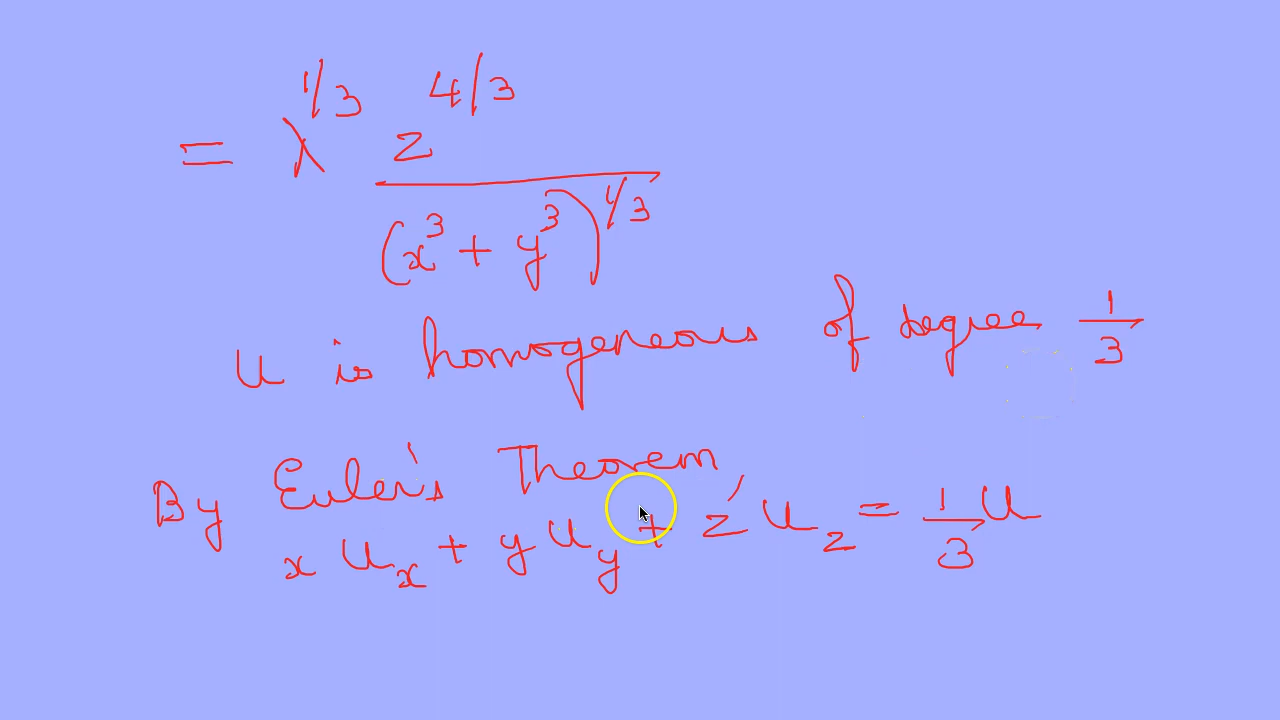 = λ^{1/3} z^{4/3} / (x^3 + y^3)^{1/3}
u is homogeneous of degree 1/3
By Euler's Theorem
x u_x + y u_y + z u_z = 1/3 u